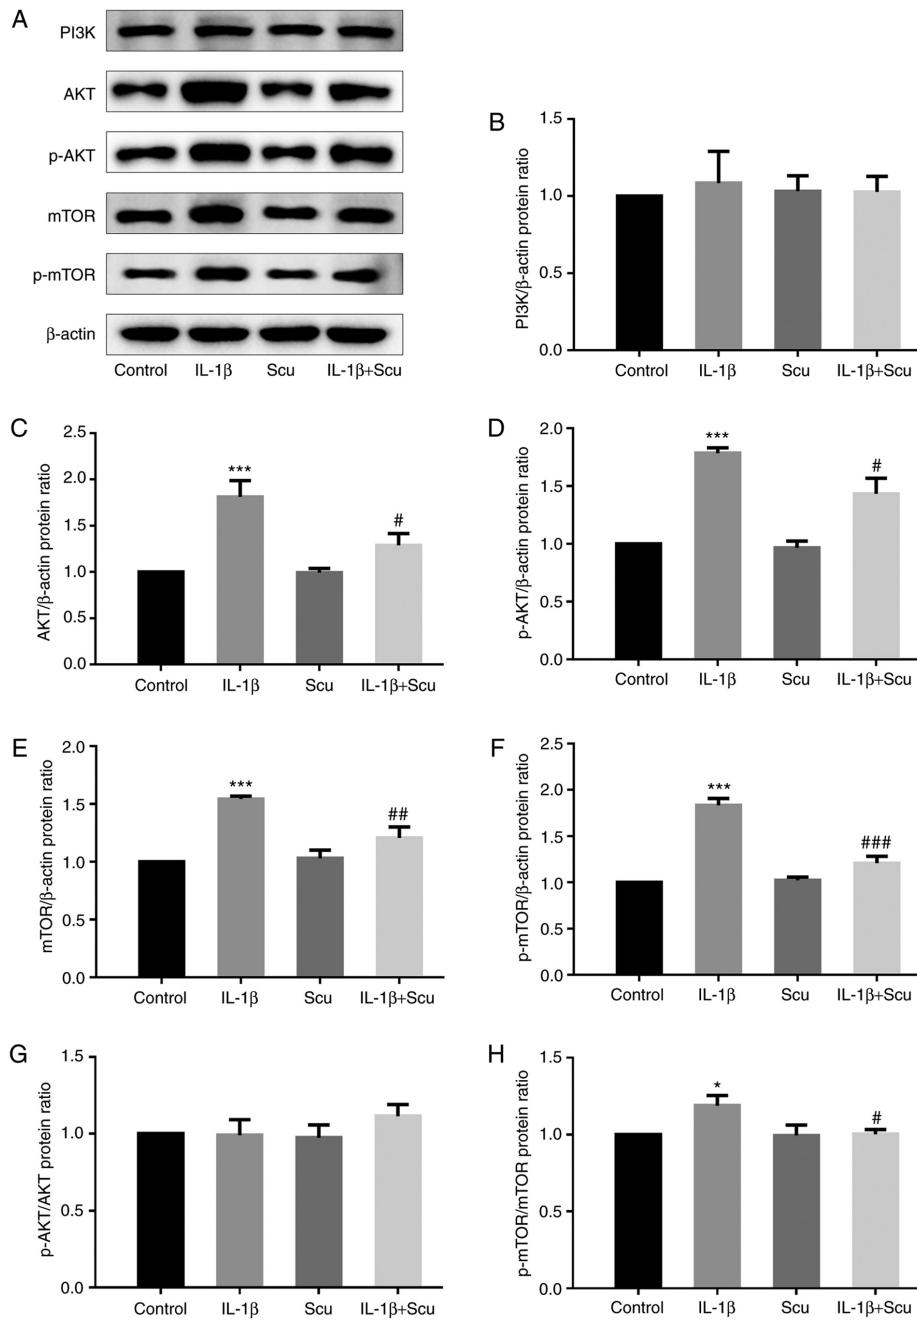 A
PI3K
AKT
p-AKT
mTOR
p-mTOR
β-actin
Control IL-1β Scu IL-1β+Scu
B
PI3K/β-actin protein ratio
1.5
1.0
0.5
0.0
Control IL-1β Scu IL-1β+Scu
C
AKT/β-actin protein ratio
2.5
2.0
1.5
1.0
0.5
0.0
***
#
Control IL-1β Scu IL-1β+Scu
D
p-AKT/β-actin protein ratio
2.0
1.5
1.0
0.5
0.0
***
#
Control IL-1β Scu IL-1β+Scu
E
mTOR/β-actin protein ratio
2.0
1.5
1.0
0.5
0.0
***
##
Control IL-1β Scu IL-1β+Scu
F
p-mTOR/β-actin protein ratio
2.5
2.0
1.5
1.0
0.5
0.0
***
###
Control IL-1β Scu IL-1β+Scu
G
p-AKT/AKT protein ratio
1.5
1.0
0.5
0.0
Control IL-1β Scu IL-1β+Scu
H
p-mTOR/mTOR protein ratio
1.5
1.0
0.5
0.0
*
#
Control IL-1β Scu IL-1β+Scu